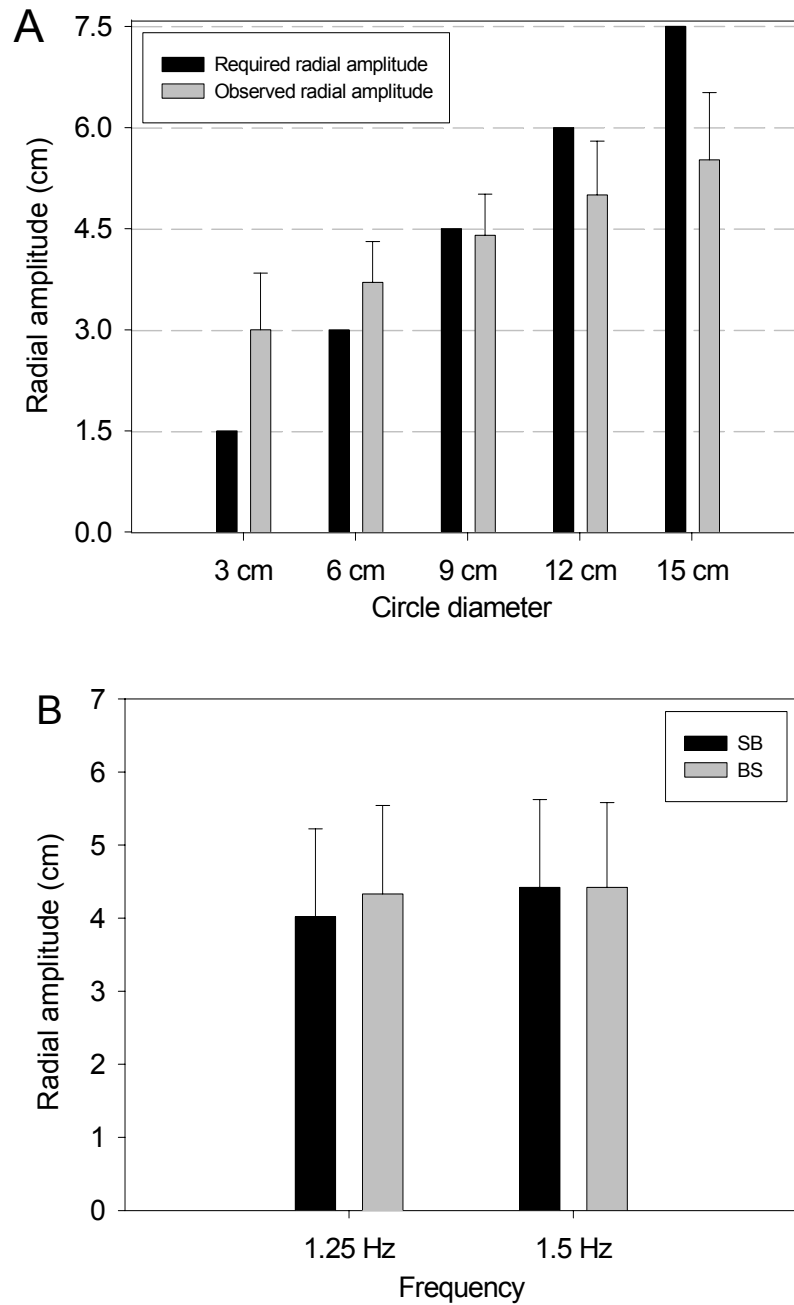 A
Required radial amplitude
Observed radial amplitude
Radial amplitude (cm)
7.5
6.0
4.5
3.0
1.5
0.0
3 cm 6 cm 9 cm 12 cm 15 cm
Circle diameter
B
SB
BS
Radial amplitude (cm)
7
6
5
4
3
2
1
0
1.25 Hz 1.5 Hz
Frequency